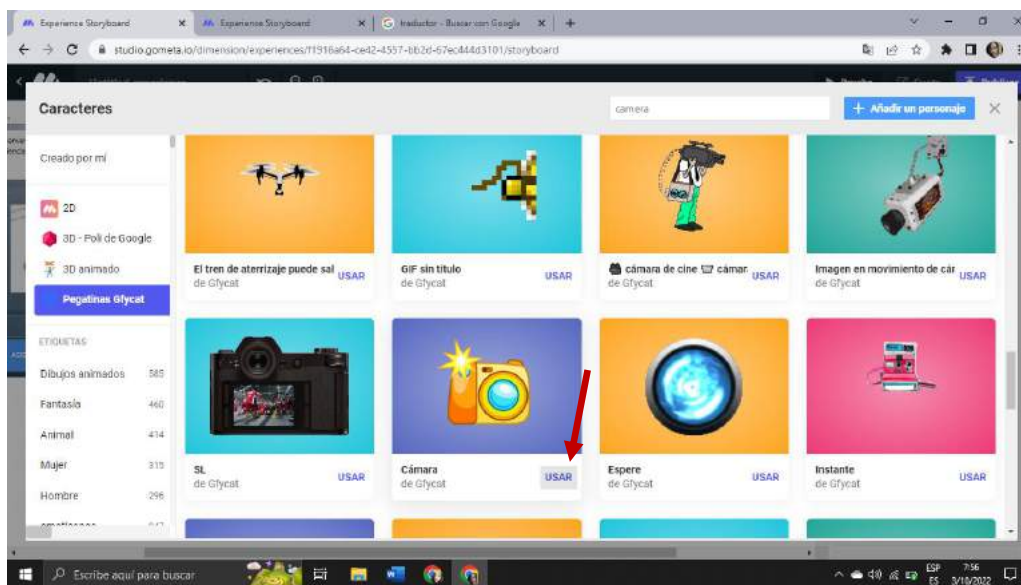 Experience Storyboard
Experience Storyboard
traductor - Buscar con Google
studio.gometa.io/dimension/experiences/
/storyboard
Caracteres
camera
+ Añadir un personaje
Creado por mí
2D
3D - Poli de Google
3D animado
Pegatinas Gfycat
ETIQUETAS
Dibujos animados 585
Fantasía 460
Animal 414
Mujer 315
Hombre 296
El tren de aterrizaje puede sal
de Gfycat
USAR
GIF sin título
de Gfycat
USAR
cámara de cine
de Gfycat
USAR
Imagen en movimiento de cár
de Gfycat
USAR
SL
de Gfycat
USAR
Cámara
de Gfycat
USAR
Espere
de Gfycat
USAR
Instante
de Gfycat
USAR
Escribe aquí para buscar
ESP
ES
7:56
3/10/2022